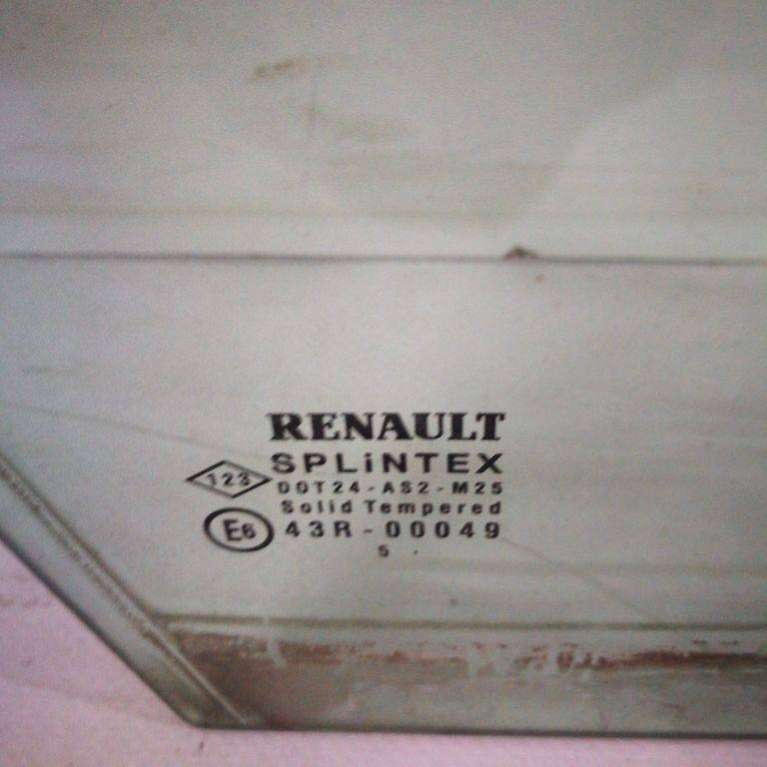 RENAULT
SPLiNTEX
123
DOT24-AS2-M25
Solid Tempered
E6
43R-00049
5 .